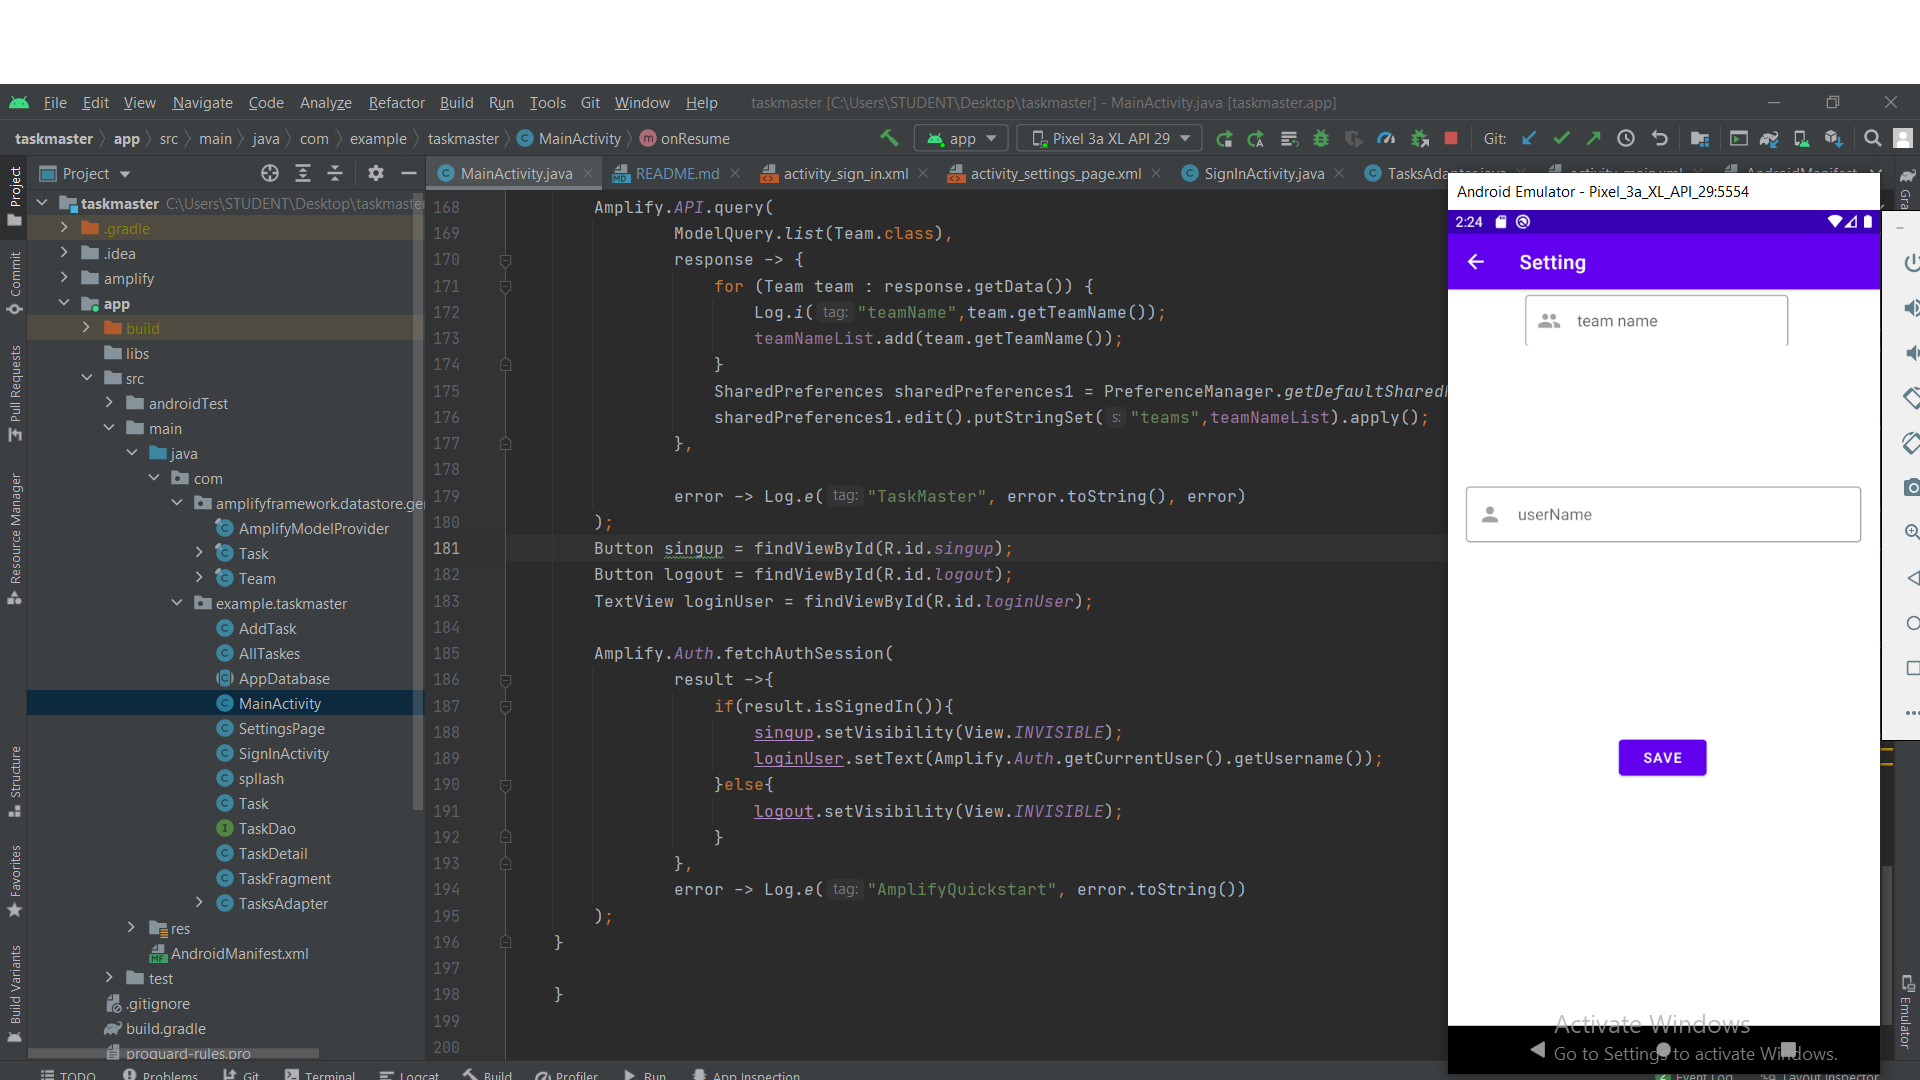 File Edit View Navigate Code Analyze Refactor Build Run Tools Git Window Help taskmaster [C:\Users\STUDENT\Desktop\taskmaster] - MainActivity.java [taskmaster.app]
taskmaster app src main java com example taskmaster MainActivity onResume app Pixel 3a XL API 29 Git:
Project MainActivity.java README.md activity_sign_in.xml activity_settings_page.xml SignInActivity.java
Project
Commit
Pull Requests
Resource Manager
Structure
Favorites
Build Variants
taskmaster C:\Users\STUDENT\Desktop\taskmaster
.gradle
.idea
amplify
app
build
libs
src
androidTest
main
java
com
amplifyframework.datastore.ger
AmplifyModelProvider
Task
Team
example.taskmaster
AddTask
AllTaskes
AppDatabase
MainActivity
SettingsPage
SignInActivity
spllash
Task
TaskDao
TaskDetail
TaskFragment
TasksAdapter
res
AndroidManifest.xml
test
.gitignore
build.gradle
proguard-rules.pro
168 Amplify.API.query(
169 ModelQuery.list(Team.class),
170 response -> {
171 for (Team team : response.getData()) {
172 Log.i( tag: "teamName",team.getTeamName());
173 teamNameList.add(team.getTeamName());
174 }
175 SharedPreferences sharedPreferences1 = PreferenceManager.getDefaultShared
176 sharedPreferences1.edit().putStringSet( s: "teams",teamNameList).apply();
177 },
178
179 error -> Log.e( tag: "TaskMaster", error.toString(), error)
180 );
181 Button singup = findViewById(R.id.singup);
182 Button logout = findViewById(R.id.logout);
183 TextView loginUser = findViewById(R.id.loginUser);
184
185 Amplify.Auth.fetchAuthSession(
186 result ->{
187 if(result.isSignedIn()){
188 singup.setVisibility(View.INVISIBLE);
189 loginUser.setText(Amplify.Auth.getCurrentUser().getUsername());
190 }else{
191 logout.setVisibility(View.INVISIBLE);
192 }
193 },
194 error -> Log.e( tag: "AmplifyQuickstart", error.toString())
195 );
196 }
197
198 }
199
200
Android Emulator - Pixel_3a_XL_API_29:5554
2:24
Setting
team name
userName
SAVE
Activate Windows
Go to Settings to activate Windows.
Emulator
TODO Problems Git Terminal Logcat Build Profiler Run App Inspection Event Log Layout Inspector